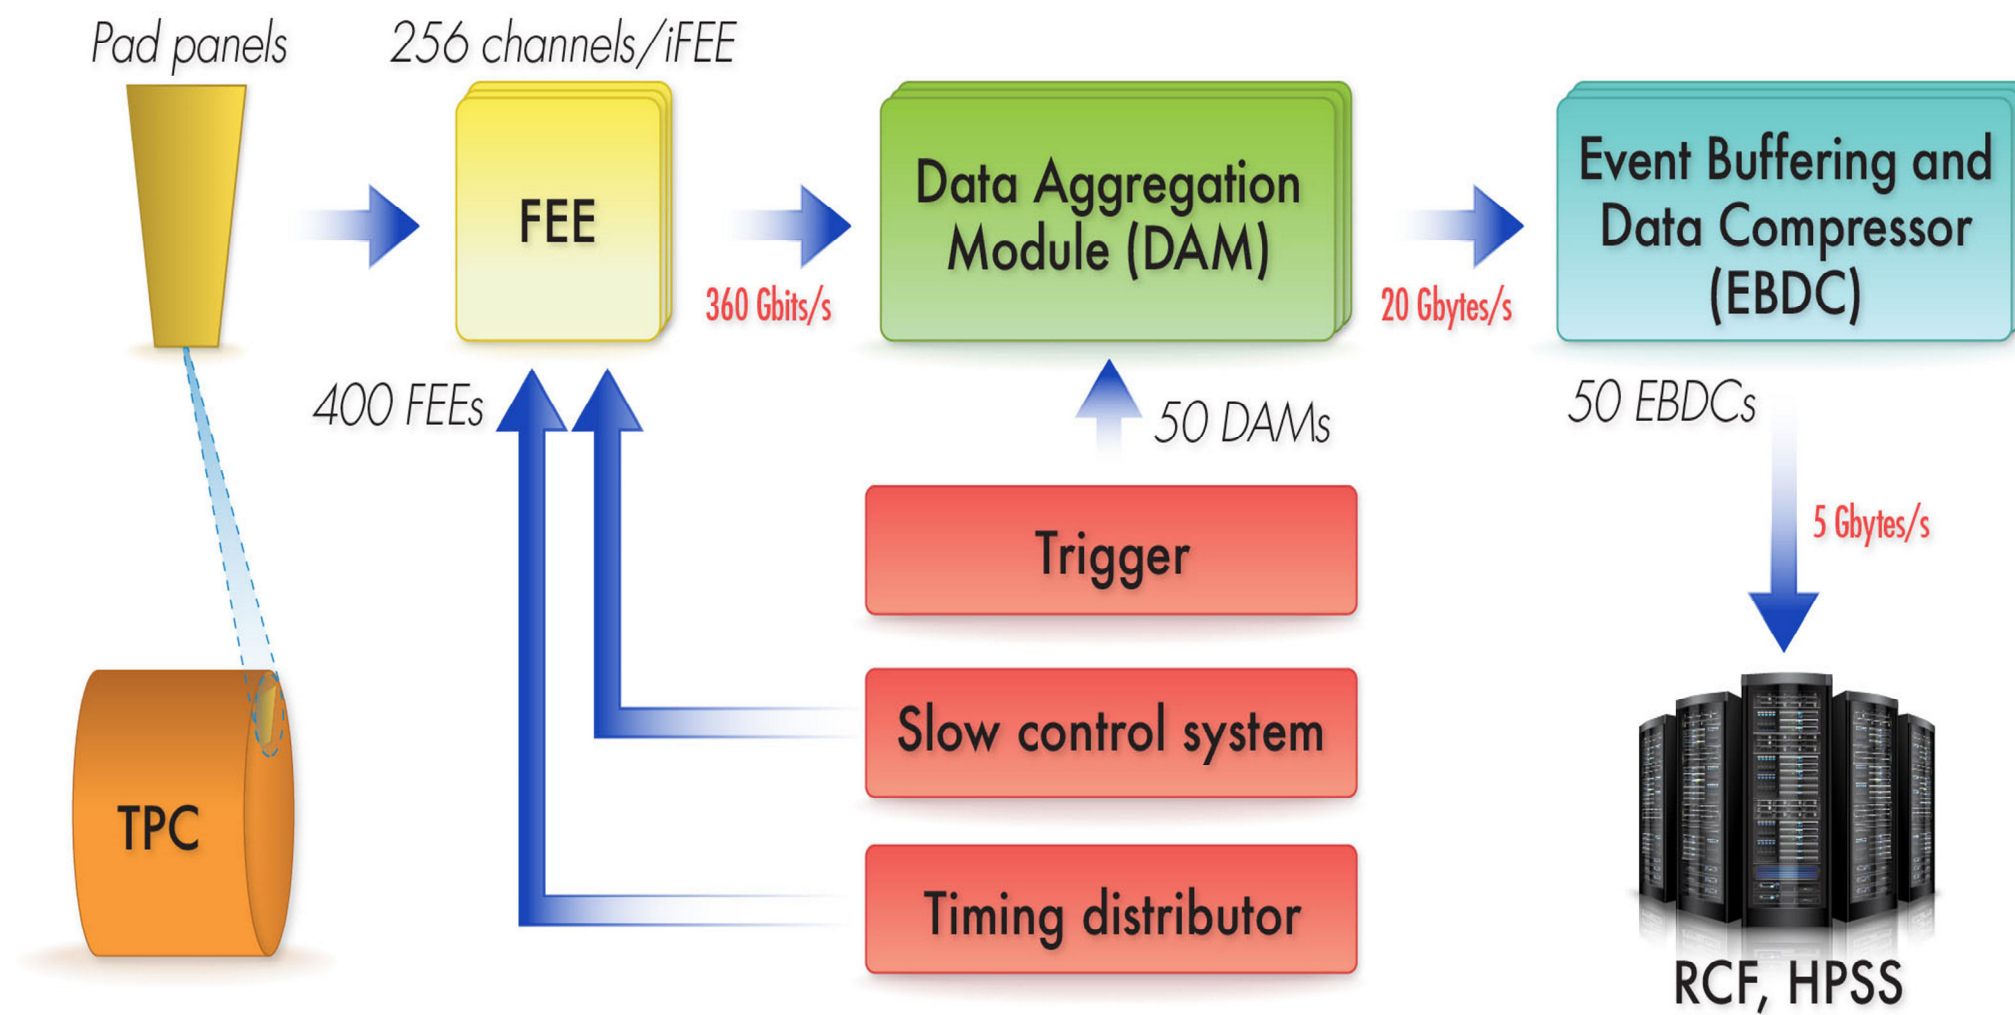 Pad panels
256 channels/iFEE
FEE
Data Aggregation
Module (DAM)
Event Buffering and
Data Compressor
(EBDC)
360 Gbits/s
20 Gbytes/s
400 FEEs
50 DAMs
50 EBDCs
Trigger
5 Gbytes/s
Slow control system
TPC
Timing distributor
RCF, HPSS